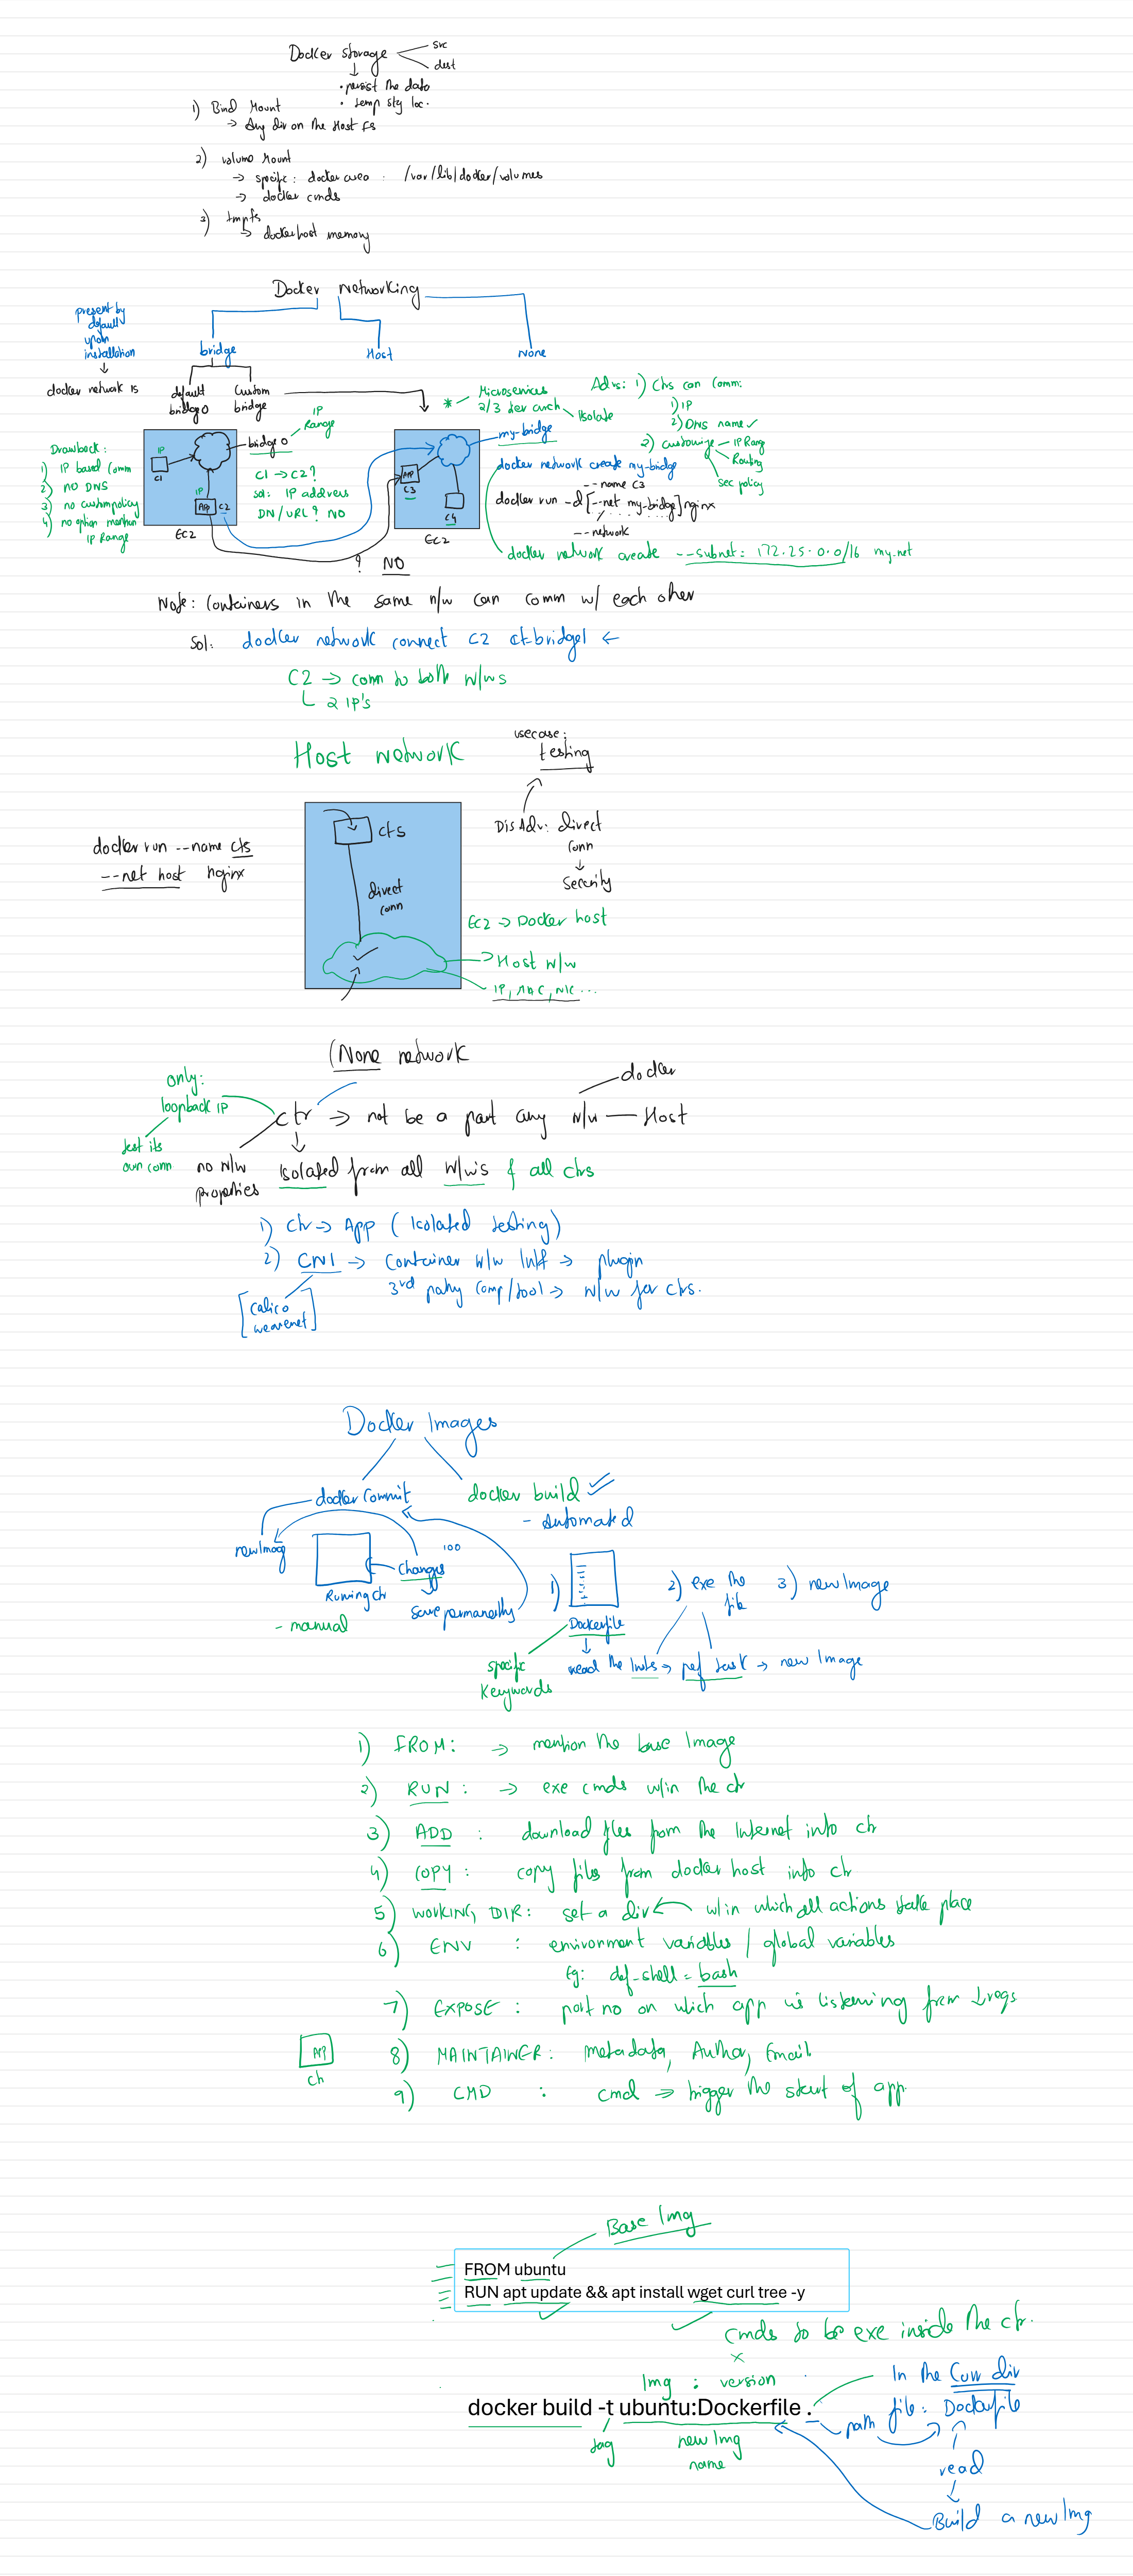 Docker storage
src
dest
• persist the data
• temp stg loc.
1) Bind Mount
→ Any dir on the Host FS
2) volume Mount
→ specific : docker area : /var/lib/docker/volumes
→ docker cmds
3) tmpfs
→ dockerhost memory
Docker networking
present by
default
upon
installation
↓
docker network ls
bridge
Host
None
default
bridge0
Custom
bridge
* Microservices
2/3 tier arch
Isolate
Adv: 1) Ctrs can comm:
1) IP
2) DNS name ✓
2) customize - IP Rang
Routing
Sec policy
Drawback :
1) IP based Comm
2) no DNS
3) no custom policy
4) no option mention
IP Range
IP
C1
IP
App C2
EC2
bridge 0
IP
Range
C1 → C2 ?
sol: IP address
DN/URL ? NO
App
C3
C4
EC2
my-bridge
docker network create my-bridge
--name C3
docker run -d [--net my-bridge] nginx
--network
docker network create --subnet: 172.25.0.0/16 my-net
? NO
Note: Containers in the same n/w can comm w/ each other
Sol: docker network connect C2 ct-bridge1 ←
C2 → conn to both N/ws
2 IP's
Host network
usecase:
testing
DisAdv: direct
conn
↓
Security
docker run --name ct5
--net host nginx
ct5
direct
conn
EC2 → Docker host
Host N/w
IP, MAC, NIC ...
(None network
only:
loopback IP
test its
own conn
docker
ctr → not be a part any N/w — Host
no N/w
properties
Isolated from all N/w's & all ctrs
1) Ctr → App ( Isolated testing )
2) CNI → Container N/w Intf → plugin
3rd party comp/tool → N/w for ctrs.
[ calico
weavenet ]
Docker Images
docker commit
docker build
- Automated
new Imag
Changes
100
Running ctr
save permanently
- manual
1)
Dockerfile
2) exe the
file
3) new Image
read the Insts → perf task → new Image
specific
Keywords
1) FROM: → mention the base Image
2) RUN : → exe cmds w/in the ctr
3) ADD : download files from the Internet into ctr
4) COPY : copy files from docker host into ctr
5) WORKING DIR: set a dir ← w/in which all actions take place
6) ENV : environment variables / global variables
Eg: def_shell = bash
7) EXPOSE : port no on which app is listening from ↓ reqs
8) MAINTAINER: metadata, Author, Email
9) CMD : cmd → trigger the start of app.
App
Ctr
Base Img
FROM ubuntu
RUN apt update && apt install wget curl tree -y
cmds to be exe inside the ctr.
Img : version
docker build -t ubuntu:Dockerfile .
tag
new Img
name
In the Curr dir
path
file : Dockerfile
read
↓
Build a new Img